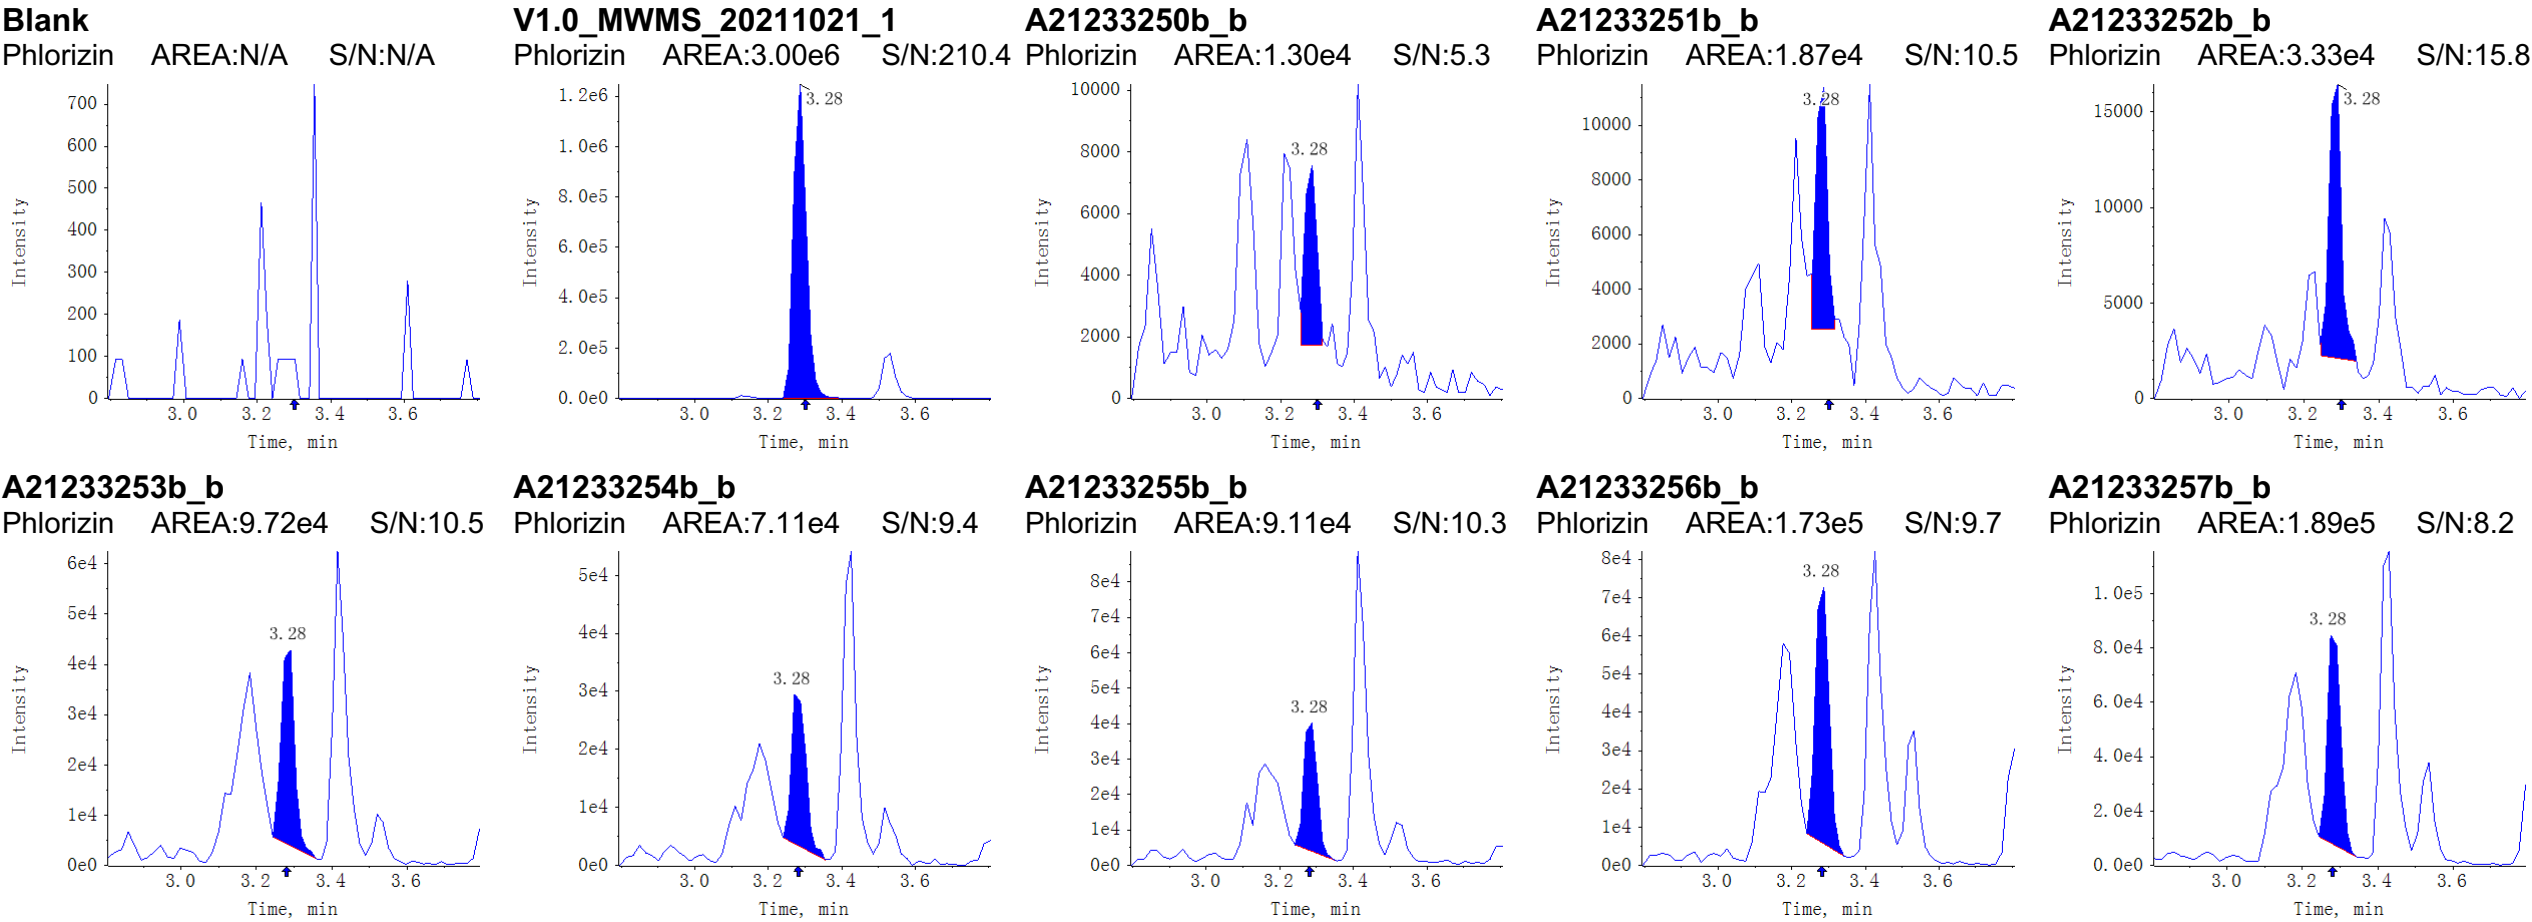 Blank
Phlorizin AREA:N/A S/N:N/A
700
600
500
400
300
200
100
0
Intensity
3.0 3.2 3.4 3.6
Time, min
V1.0_MWMS_20211021_1
Phlorizin AREA:3.00e6 S/N:210.4
3.28
1.2e6
1.0e6
8.0e5
6.0e5
4.0e5
2.0e5
0.0e0
Intensity
3.0 3.2 3.4 3.6
Time, min
A21233250b_b
Phlorizin AREA:1.30e4 S/N:5.3
3.28
10000
8000
6000
4000
2000
0
Intensity
3.0 3.2 3.4 3.6
Time, min
A21233251b_b
Phlorizin AREA:1.87e4 S/N:10.5
3.28
10000
8000
6000
4000
2000
0
Intensity
3.0 3.2 3.4 3.6
Time, min
A21233252b_b
Phlorizin AREA:3.33e4 S/N:15.8
3.28
15000
10000
5000
0
Intensity
3.0 3.2 3.4 3.6
Time, min
A21233253b_b
Phlorizin AREA:9.72e4 S/N:10.5
3.28
6e4
5e4
4e4
3e4
2e4
1e4
0e0
Intensity
3.0 3.2 3.4 3.6
Time, min
A21233254b_b
Phlorizin AREA:7.11e4 S/N:9.4
3.28
5e4
4e4
3e4
2e4
1e4
0e0
Intensity
3.0 3.2 3.4 3.6
Time, min
A21233255b_b
Phlorizin AREA:9.11e4 S/N:10.3
3.28
8e4
7e4
6e4
5e4
4e4
3e4
2e4
1e4
0e0
Intensity
3.0 3.2 3.4 3.6
Time, min
A21233256b_b
Phlorizin AREA:1.73e5 S/N:9.7
3.28
8e4
7e4
6e4
5e4
4e4
3e4
2e4
1e4
0e0
Intensity
3.0 3.2 3.4 3.6
Time, min
A21233257b_b
Phlorizin AREA:1.89e5 S/N:8.2
3.28
1.0e5
8.0e4
6.0e4
4.0e4
2.0e4
0.0e0
Intensity
3.0 3.2 3.4 3.6
Time, min